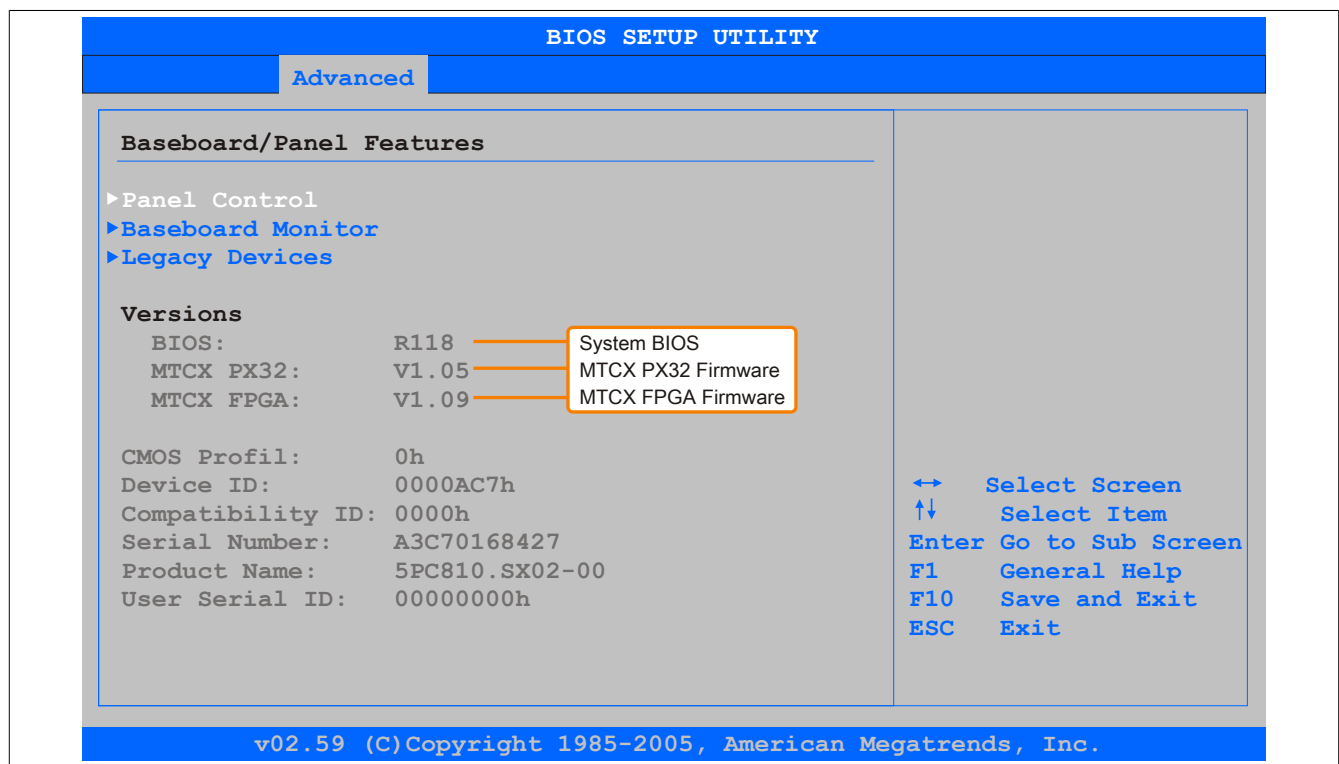 BIOS SETUP UTILITY
Advanced
Baseboard/Panel Features
▶Panel Control
▶Baseboard Monitor
▶Legacy Devices
Versions
BIOS: R118 System BIOS
MTCX PX32: V1.05 MTCX PX32 Firmware
MTCX FPGA: V1.09 MTCX FPGA Firmware
CMOS Profil: 0h
Device ID: 0000AC7h
Compatibility ID: 0000h
Serial Number: A3C70168427
Product Name: 5PC810.SX02-00
User Serial ID: 00000000h
↔ Select Screen
↑↓ Select Item
Enter Go to Sub Screen
F1 General Help
F10 Save and Exit
ESC Exit
v02.59 (C)Copyright 1985-2005, American Megatrends, Inc.